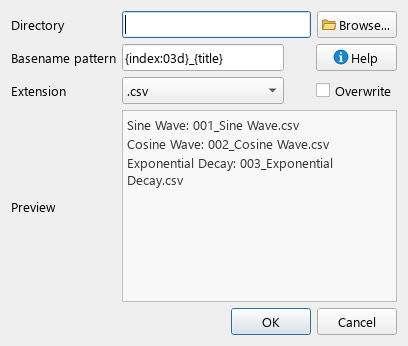 Directory
Browse...
Basename pattern
{index:03d}_{title}
Help
Extension
.csv
Overwrite
Preview
Sine Wave: 001_Sine Wave.csv
Cosine Wave: 002_Cosine Wave.csv
Exponential Decay: 003_Exponential
Decay.csv
OK
Cancel